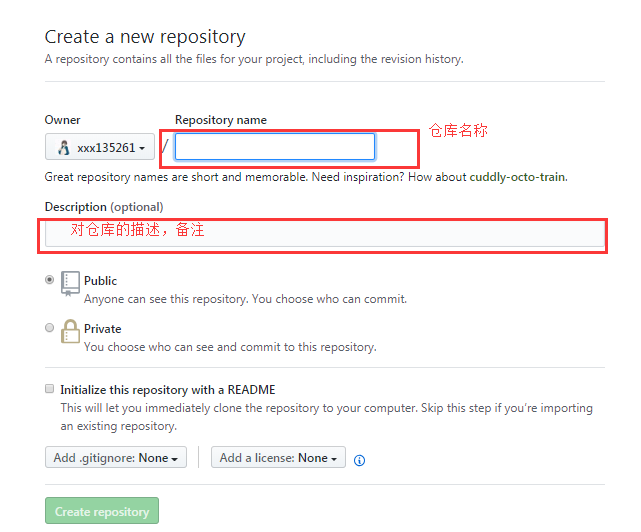 Create a new repository
A repository contains all the files for your project, including the revision history.
Owner
Repository name
xxx135261
/
仓库名称
Great repository names are short and memorable. Need inspiration? How about cuddly-octo-train.
Description (optional)
对仓库的描述，备注
Public
Anyone can see this repository. You choose who can commit.
Private
You choose who can see and commit to this repository.
Initialize this repository with a README
This will let you immediately clone the repository to your computer. Skip this step if you're importing
an existing repository.
Add .gitignore: None
Add a license: None
Create repository